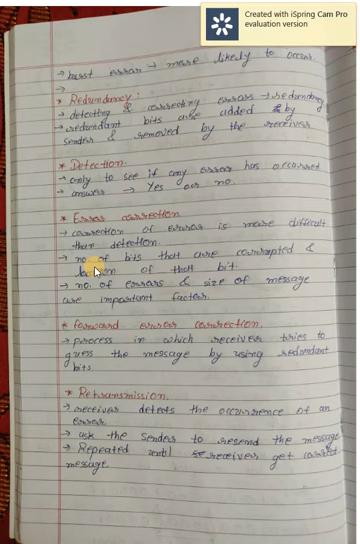 Created with iSpring Cam Pro
evaluation version
→ burst error → more likely to occur.
→
* Redundancy :
→ detecting & correcting errors → redundancy
→ redundant bits are added & by
sender & removed by the receiver
* Detection.
→ only to see if any error has occurred
→ answer → Yes or no.
* Error correction
→ correction of errors is more difficult
than detection.
→ no. of bits that are corrupted &
of that bit.
→ no. of errors & size of message
are important factor.
* forward error correction.
→ process in which receiver tries to
guess the message by using redundant
bits.
* Retransmission.
→ receiver detects the occurrence of an
error
→ ask the sender to resend the message
→ Repeated until receiver get correct
message.